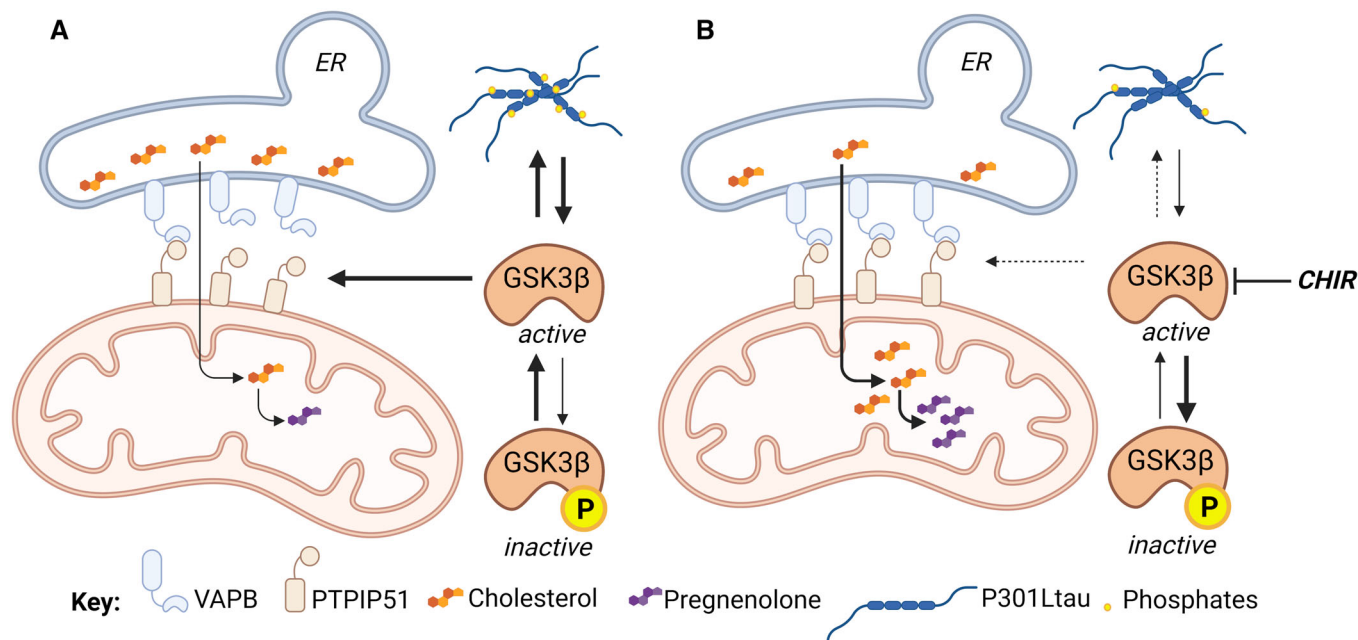 A
ER
GSK3β
active
GSK3β
P
inactive
B
ER
GSK3β
CHIR
active
GSK3β
P
inactive
Key: VAPB PTPIP51 Cholesterol Pregnenolone P301Ltau Phosphates